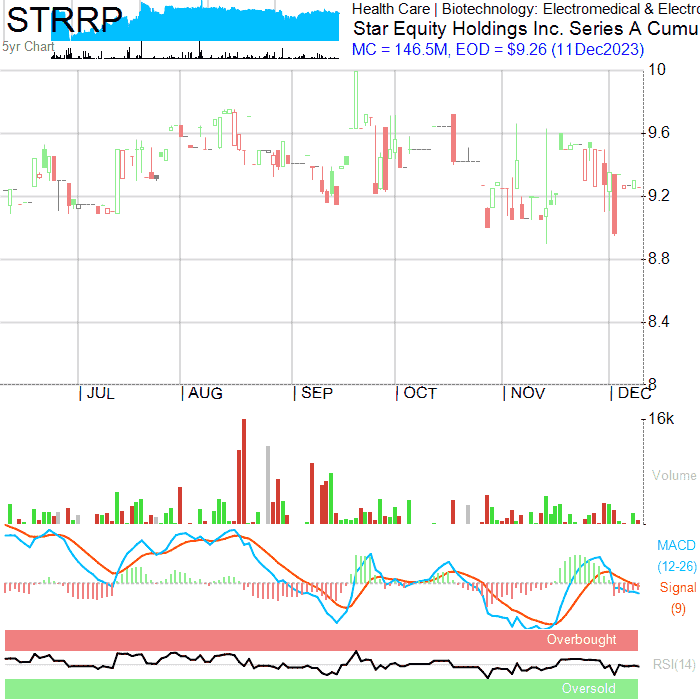 STRRP
5yr Chart
Health Care | Biotechnology: Electromedical & Electro
Star Equity Holdings Inc. Series A Cumu
MC = 146.5M, EOD = $9.26 (11Dec2023)
10
9.6
9.2
8.8
8.4
8
| JUL | AUG | SEP | OCT | NOV | DEC
16k
Volume
MACD
(12-26)
Signal
(9)
Overbought
RSI(14)
Oversold